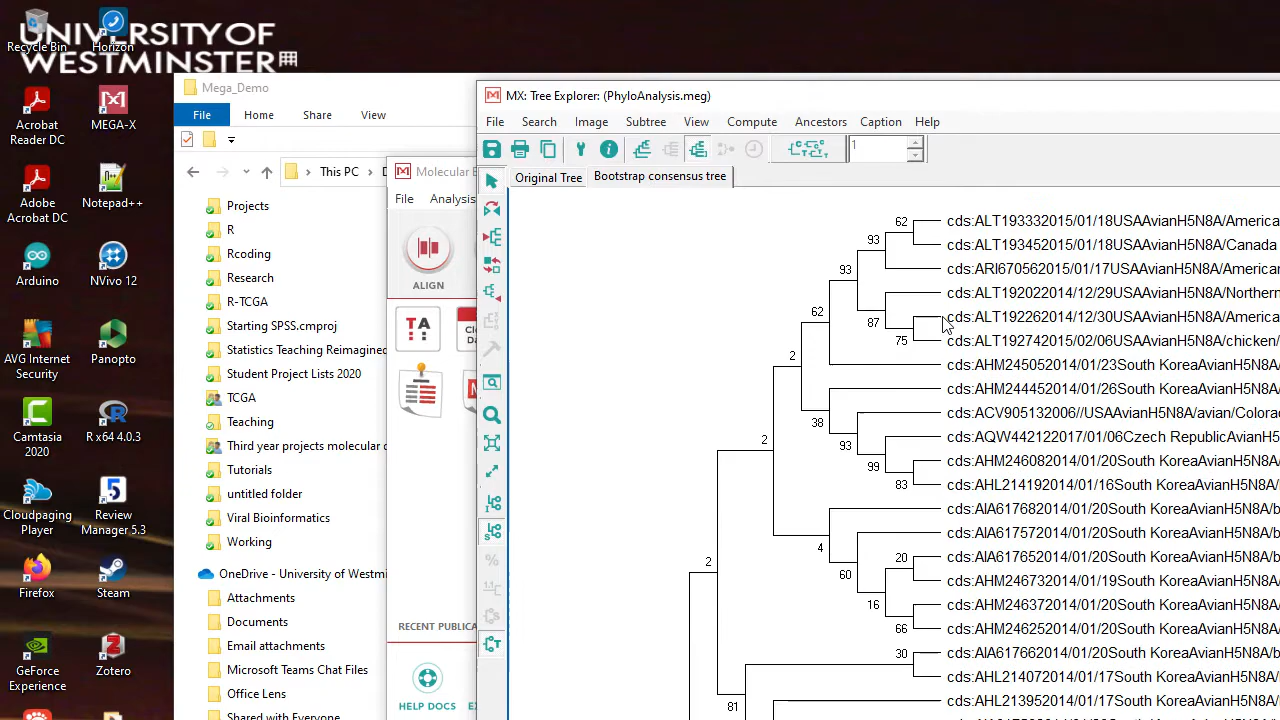 UNIVERSITY OF
WESTMINSTER
Recycle Bin
Horizon
Acrobat
Reader DC
MEGA-X
Adobe
Acrobat DC
Notepad++
Arduino
NVivo 12
AVG Internet
Security
Panopto
Camtasia
2020
R x64 4.0.3
Cloudpaging
Player
Review
Manager 5.3
Firefox
Steam
GeForce
Experience
Zotero
Mega_Demo
File
Home
Share
View
This PC
Projects
R
Rcoding
Research
R-TCGA
Starting SPSS.cmproj
Statistics Teaching Reimagined
Student Project Lists 2020
TCGA
Teaching
Third year projects molecular
Tutorials
untitled folder
Viral Bioinformatics
Working
OneDrive - University of Westmi
Attachments
Documents
Email attachments
Microsoft Teams Chat Files
Office Lens
Shared with Everyone
Molecular
File Analysis
ALIGN
TA
RECENT PUBLICA
HELP DOCS
MX: Tree Explorer: (PhyloAnalysis.meg)
File Search Image Subtree View Compute Ancestors Caption Help
1
Original Tree
Bootstrap consensus tree
62
93
93
62
87
75
2
38
93
2
99
83
4
20
2
60
16
66
30
81
cds:ALT193332015/01/18USAAvianH5N8A/America
cds:ALT193452015/01/18USAAvianH5N8A/Canada
cds:ARI670562015/01/17USAAvianH5N8A/American
cds:ALT192022014/12/29USAAvianH5N8A/Northern
cds:ALT192262014/12/30USAAvianH5N8A/America
cds:ALT192742015/02/06USAAvianH5N8A/chicken/
cds:AHM245052014/01/23South KoreaAvianH5N8A
cds:AHM244452014/01/20South KoreaAvianH5N8A
cds:ACV905132006//USAAvianH5N8A/avian/Colora
cds:AQW442122017/01/06Czech RepublicAvianH5
cds:AHM246082014/01/20South KoreaAvianH5N8A
cds:AHL214192014/01/16South KoreaAvianH5N8A/
cds:AIA617682014/01/20South KoreaAvianH5N8A/b
cds:AIA617572014/01/20South KoreaAvianH5N8A/b
cds:AIA617652014/01/20South KoreaAvianH5N8A/b
cds:AHM246732014/01/19South KoreaAvianH5N8A
cds:AHM246372014/01/20South KoreaAvianH5N8A
cds:AHM246252014/01/20South KoreaAvianH5N8A
cds:AIA617662014/01/20South KoreaAvianH5N8A/b
cds:AHL214072014/01/17South KoreaAvianH5N8A/
cds:AHL213952014/01/17South KoreaAvianH5N8A/